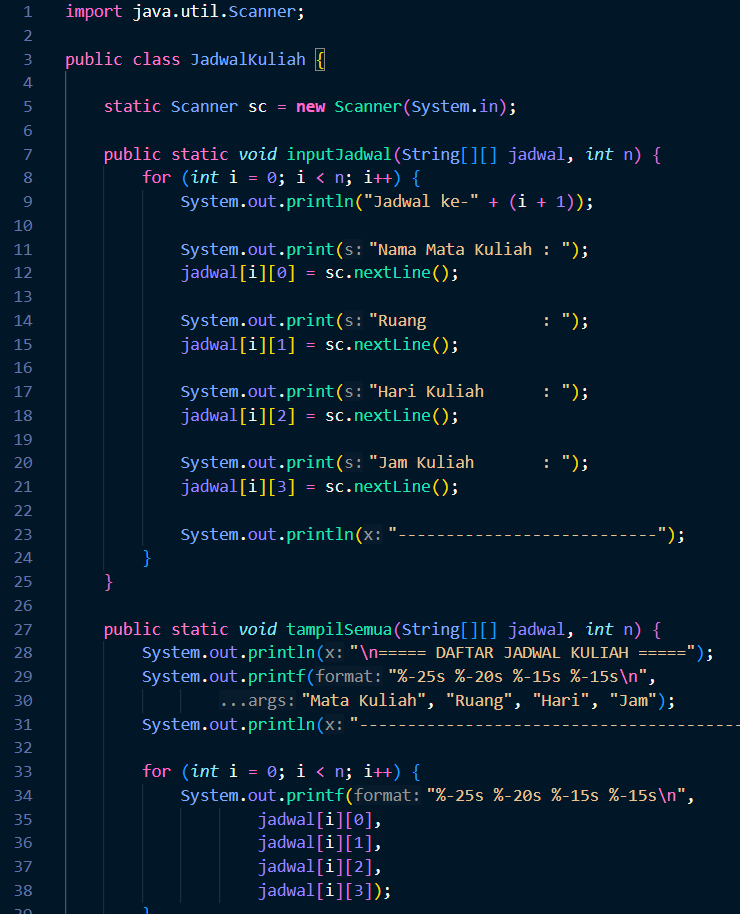 1 import java.util.Scanner;
2
3 public class JadwalKuliah {
4
5     static Scanner sc = new Scanner(System.in);
6
7     public static void inputJadwal(String[][] jadwal, int n) {
8         for (int i = 0; i < n; i++) {
9             System.out.println("Jadwal ke-" + (i + 1));
10
11             System.out.print(s: "Nama Mata Kuliah : ");
12             jadwal[i][0] = sc.nextLine();
13
14             System.out.print(s: "Ruang            : ");
15             jadwal[i][1] = sc.nextLine();
16
17             System.out.print(s: "Hari Kuliah      : ");
18             jadwal[i][2] = sc.nextLine();
19
20             System.out.print(s: "Jam Kuliah       : ");
21             jadwal[i][3] = sc.nextLine();
22
23             System.out.println(x: "---------------------------");
24         }
25     }
26
27     public static void tampilSemua(String[][] jadwal, int n) {
28         System.out.println(x: "\n===== DAFTAR JADWAL KULIAH =====");
29         System.out.printf(format: "%-25s %-20s %-15s %-15s\n",
30                 ...args: "Mata Kuliah", "Ruang", "Hari", "Jam");
31         System.out.println(x: "----------------------------------------
32
33         for (int i = 0; i < n; i++) {
34             System.out.printf(format: "%-25s %-20s %-15s %-15s\n",
35                     jadwal[i][0],
36                     jadwal[i][1],
37                     jadwal[i][2],
38                     jadwal[i][3]);